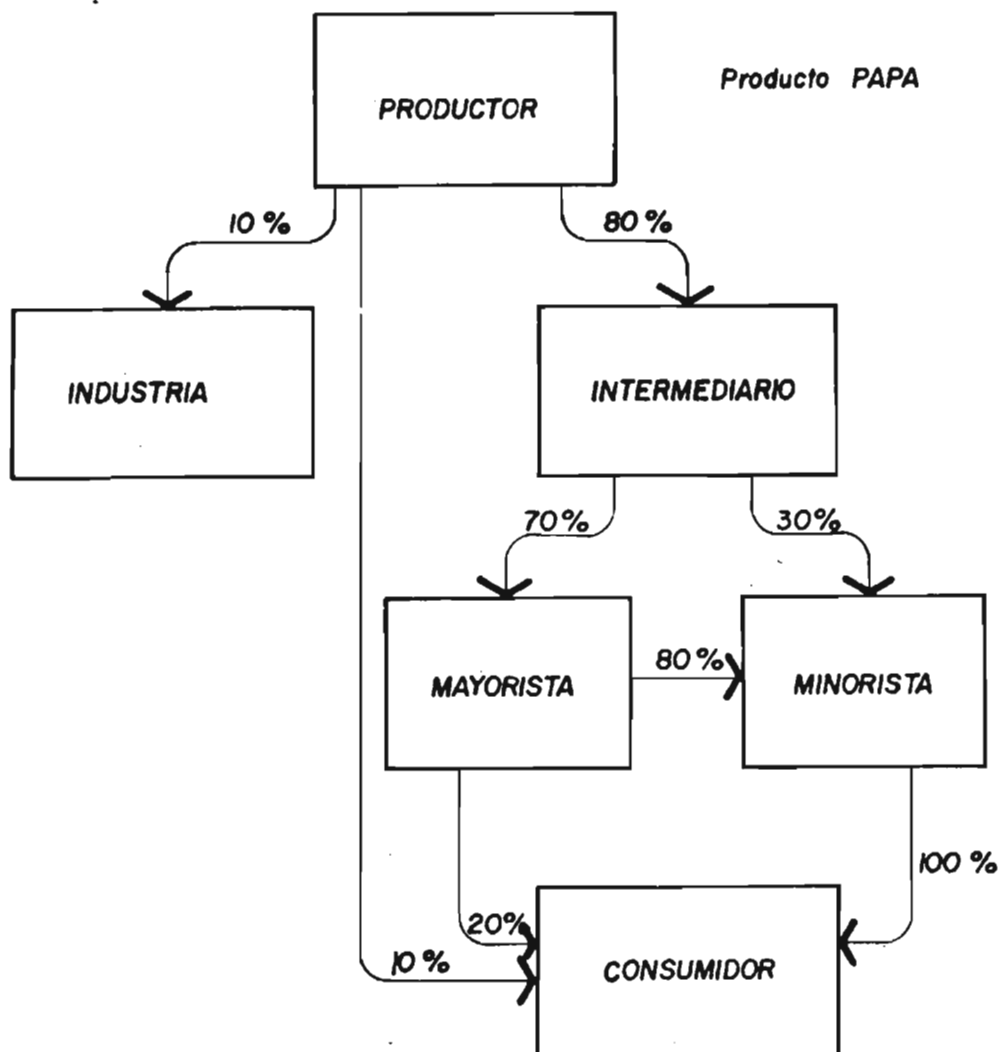 Producto PAPA
PRODUCTOR
10%
80%
INDUSTRIA
INTERMEDIARIO
70%
30%
MAYORISTA
80%
MINORISTA
100%
20%
10%
CONSUMIDOR